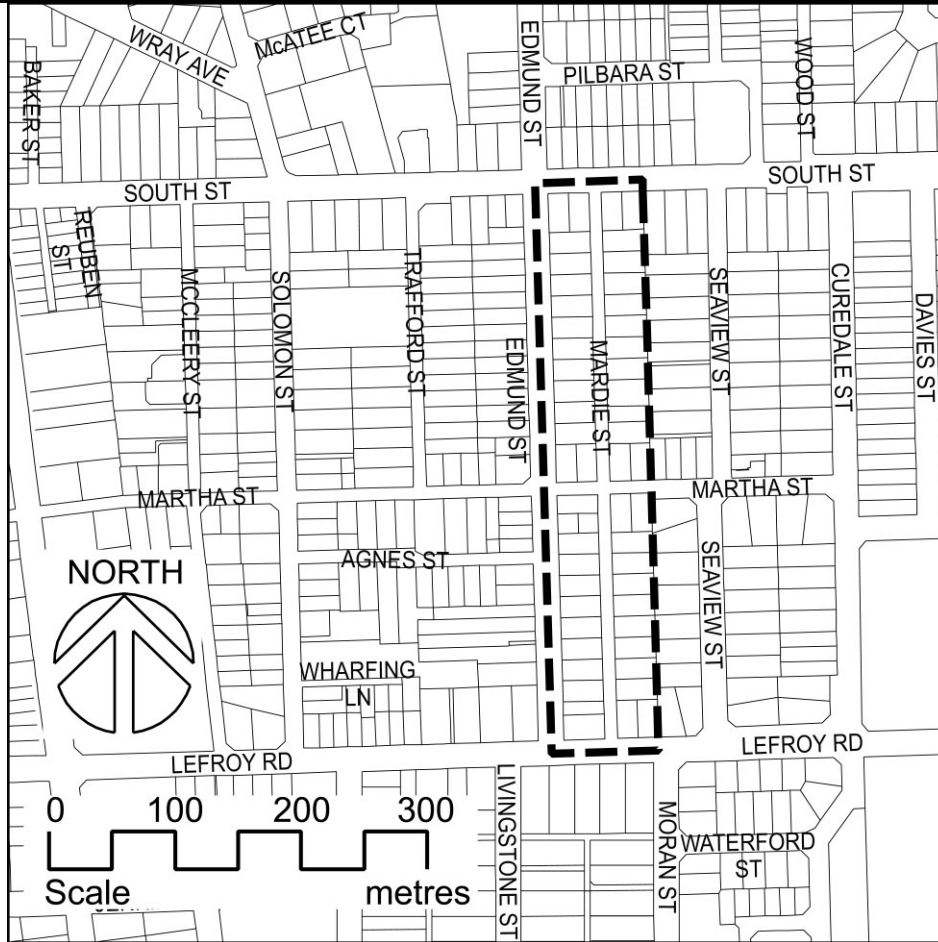 WRAY AVE
McATEE CT
EDMUND ST
PILBARA ST
WOOD ST
BAKER ST
SOUTH ST
SOUTH ST
REUBEN
ST
MCCLEERY ST
SOLOMON ST
TRAFFORD ST
EDMUND ST
MARDIE ST
SEAVIEW ST
CUREDALE ST
DAVIES ST
MARTHA ST
MARTHA ST
AGNES ST
SEAVIEW ST
NORTH
WHARFING
LN
LEFROY RD
LEFROY RD
LIVINGSTONE ST
MORAN ST
WATERFORD
ST
0 100 200 300
Scale metres